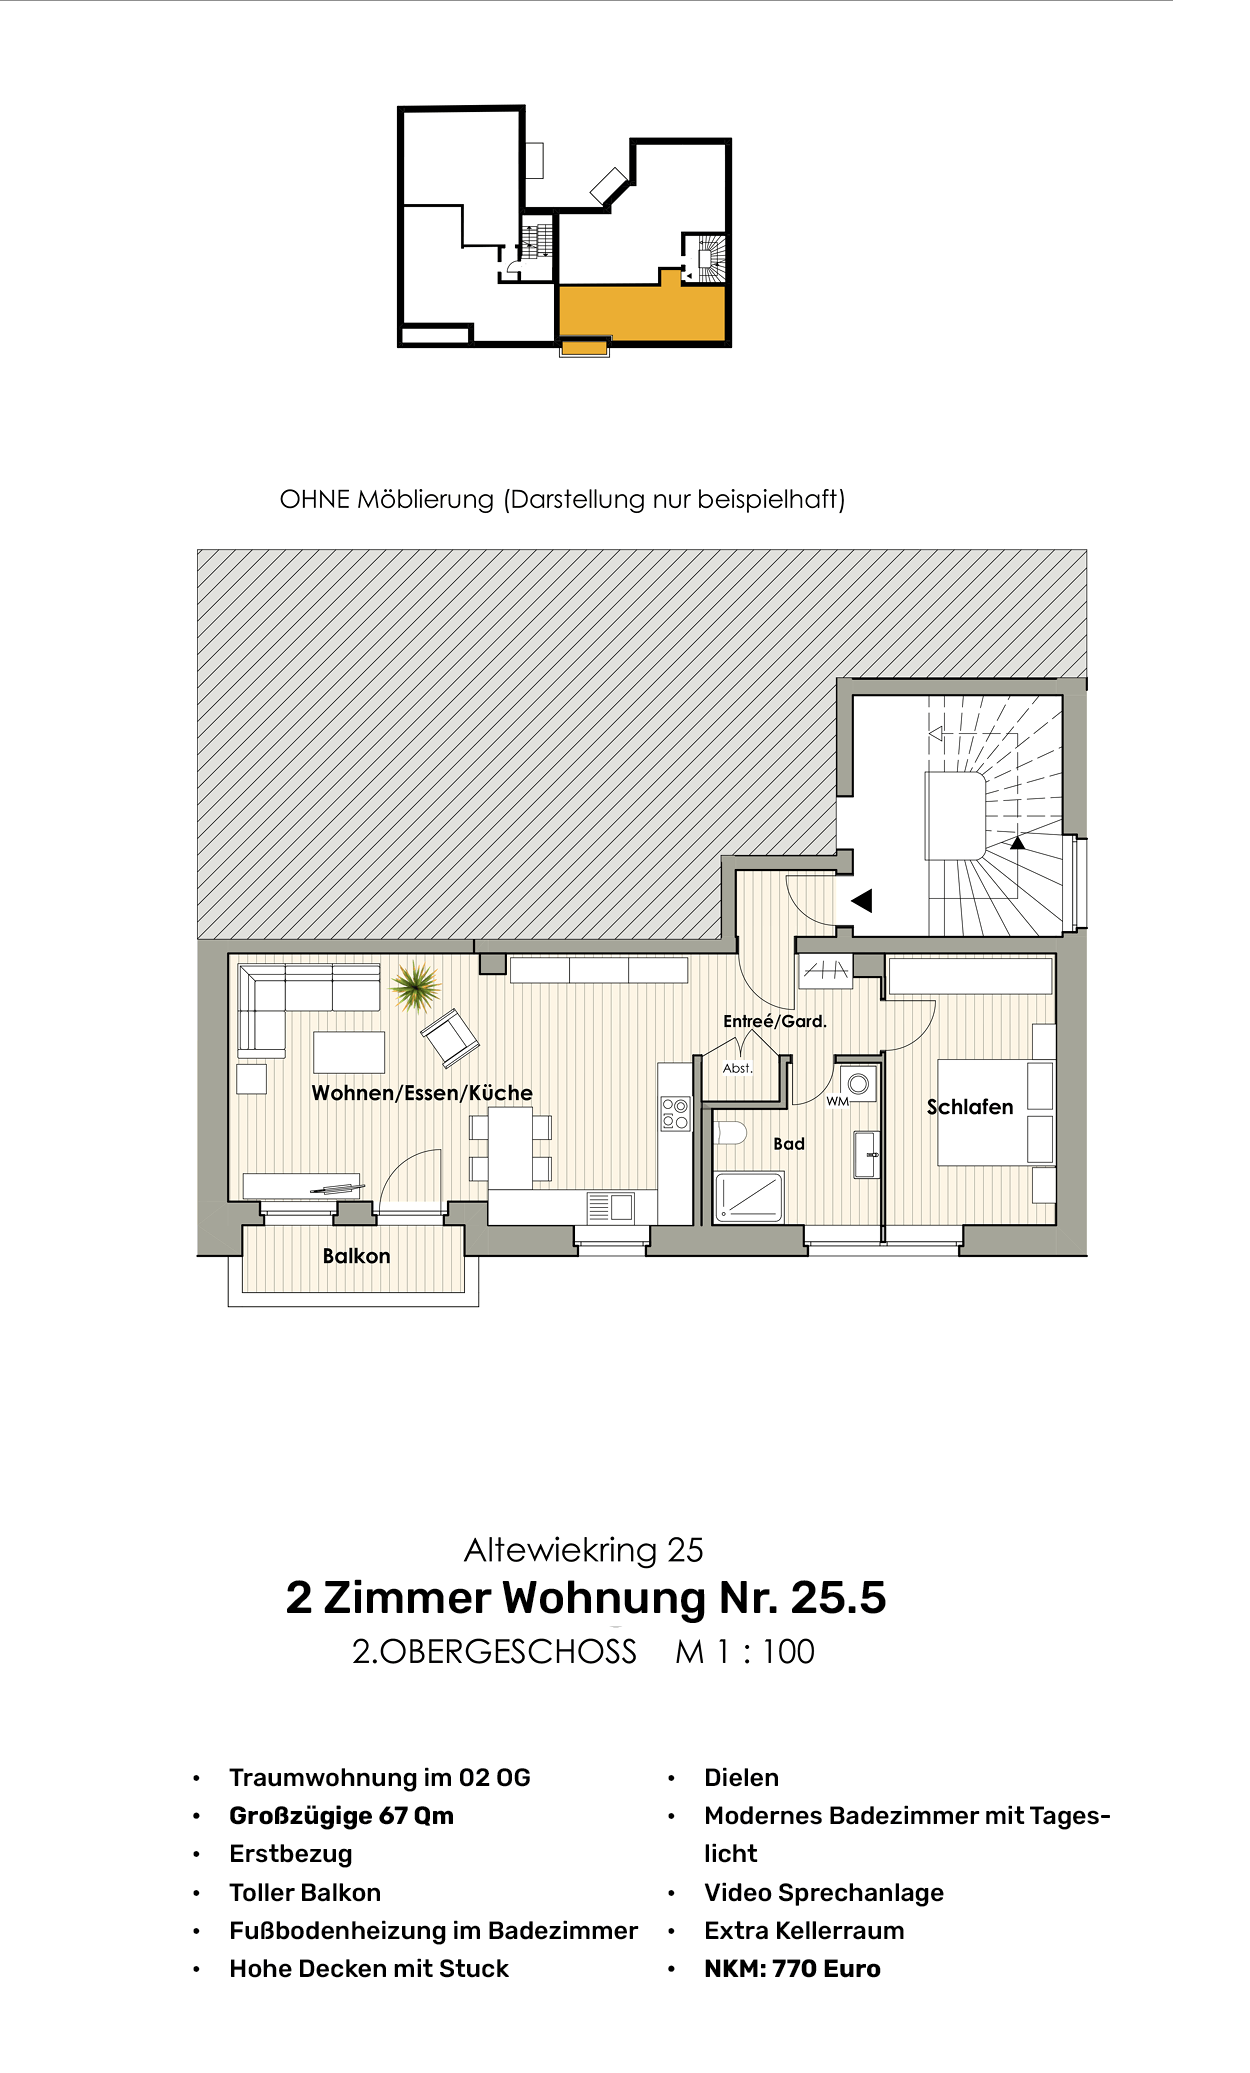 OHNE Möblierung (Darstellung nur beispielhaft)
Entreé/Gard.
Abst.
Wohnen/Essen/Küche
WM
Schlafen
Bad
Balkon
Altewiekring 25
2 Zimmer Wohnung Nr. 25.5
2.OBERGESCHOSS M 1 : 100
• Traumwohnung im 02 OG
• Großzügige 67 Qm
• Erstbezug
• Toller Balkon
• Fußbodenheizung im Badezimmer
• Hohe Decken mit Stuck
• Dielen
• Modernes Badezimmer mit Tages-
licht
• Video Sprechanlage
• Extra Kellerraum
• NKM: 770 Euro